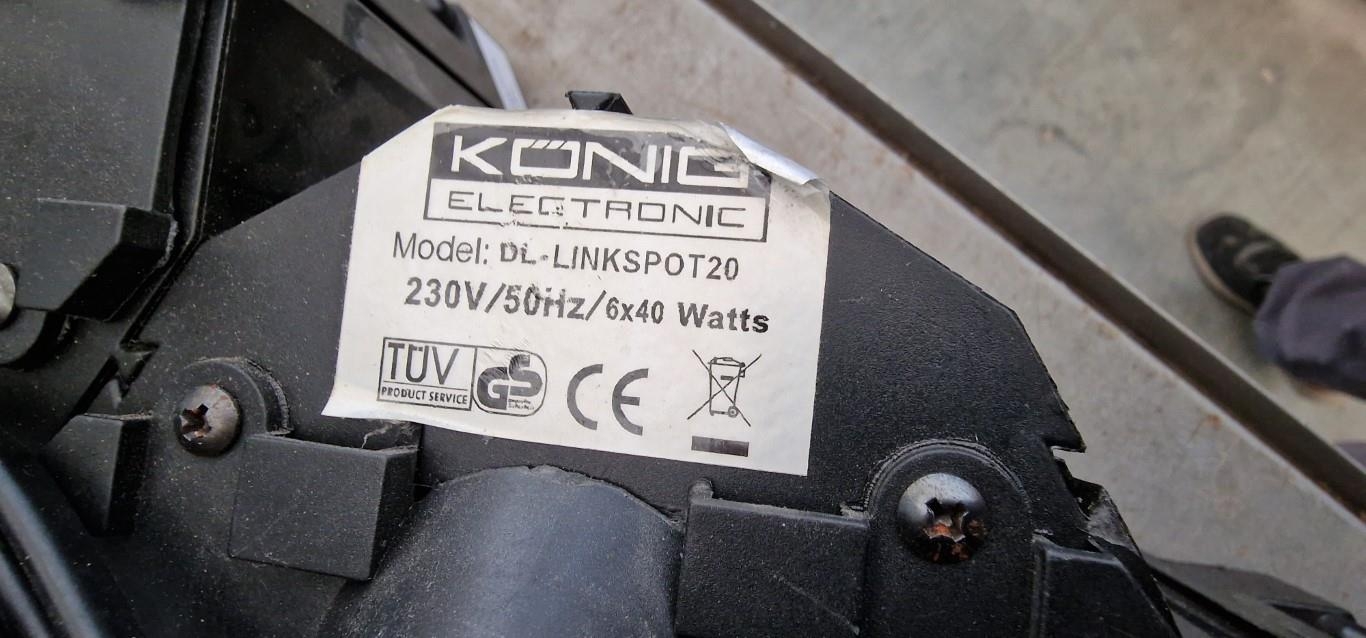 KÖNIG
ELECTRONIC
Model: DL-LINKSPOT20
230V/50Hz/6x40 Watts
TÜV
PRODUCT SERVICE
GS
CE